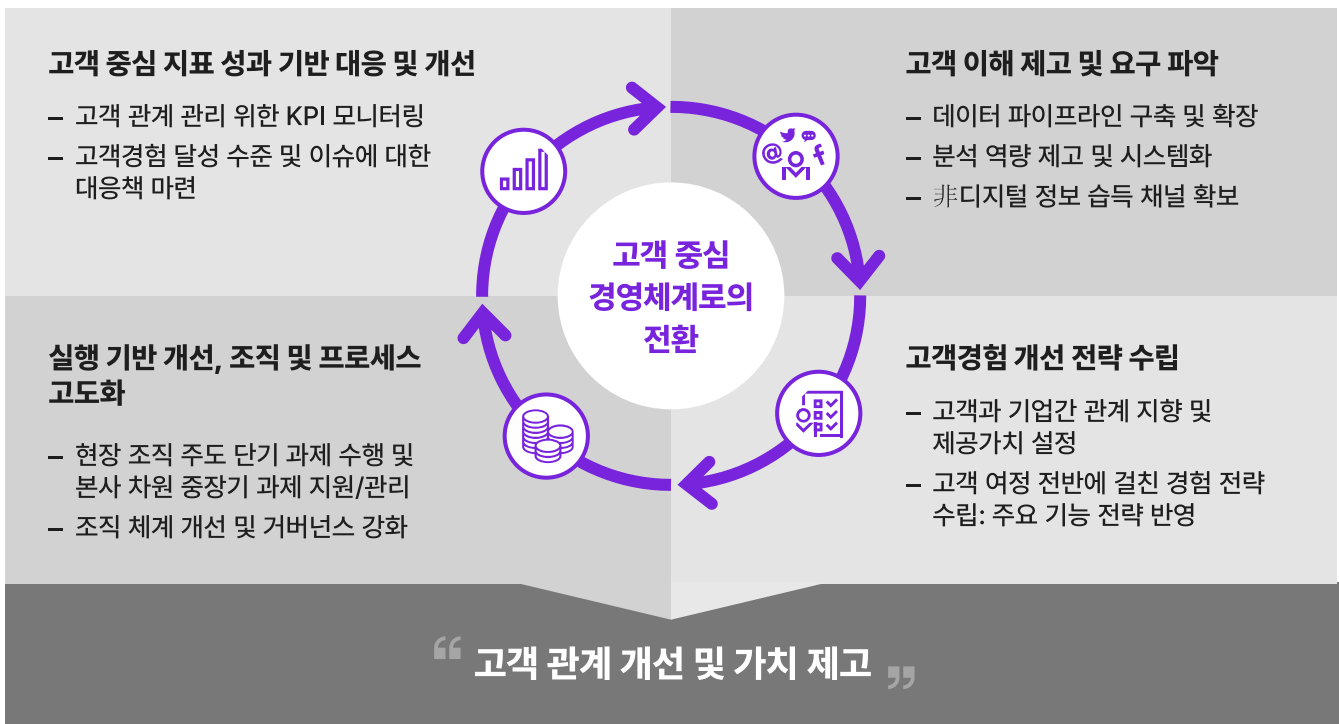 고객 중심 지표 성과 기반 대응 및 개선
– 고객 관계 관리 위한 KPI 모니터링
– 고객경험 달성 수준 및 이슈에 대한
대응책 마련
고객 이해 제고 및 요구 파악
– 데이터 파이프라인 구축 및 확장
– 분석 역량 제고 및 시스템화
– 非디지털 정보 습득 채널 확보
고객 중심
경영체계로의
전환
실행 기반 개선, 조직 및 프로세스
고도화
– 현장 조직 주도 단기 과제 수행 및
본사 차원 중장기 과제 지원/관리
– 조직 체계 개선 및 거버넌스 강화
고객경험 개선 전략 수립
– 고객과 기업간 관계 지향 및
제공가치 설정
– 고객 여정 전반에 걸친 경험 전략
수립: 주요 기능 전략 반영
“ 고객 관계 개선 및 가치 제고 ”